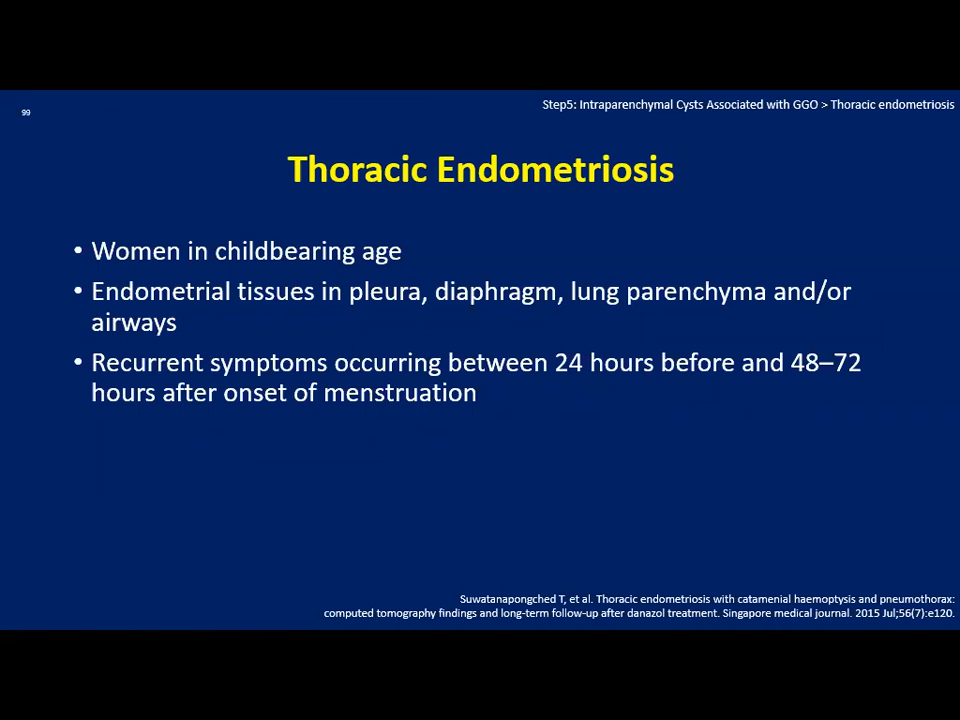 Step5: Intraparenchymal Cysts Associated with GGO > Thoracic endometriosis
99
Thoracic Endometriosis
• Women in childbearing age
• Endometrial tissues in pleura, diaphragm, lung parenchyma and/or
airways
• Recurrent symptoms occurring between 24 hours before and 48–72
hours after onset of menstruation
Suwatanapongched T, et al. Thoracic endometriosis with catamenial haemoptysis and pneumothorax:
computed tomography findings and long-term follow-up after danazol treatment. Singapore medical journal. 2015 Jul;56(7):e120.